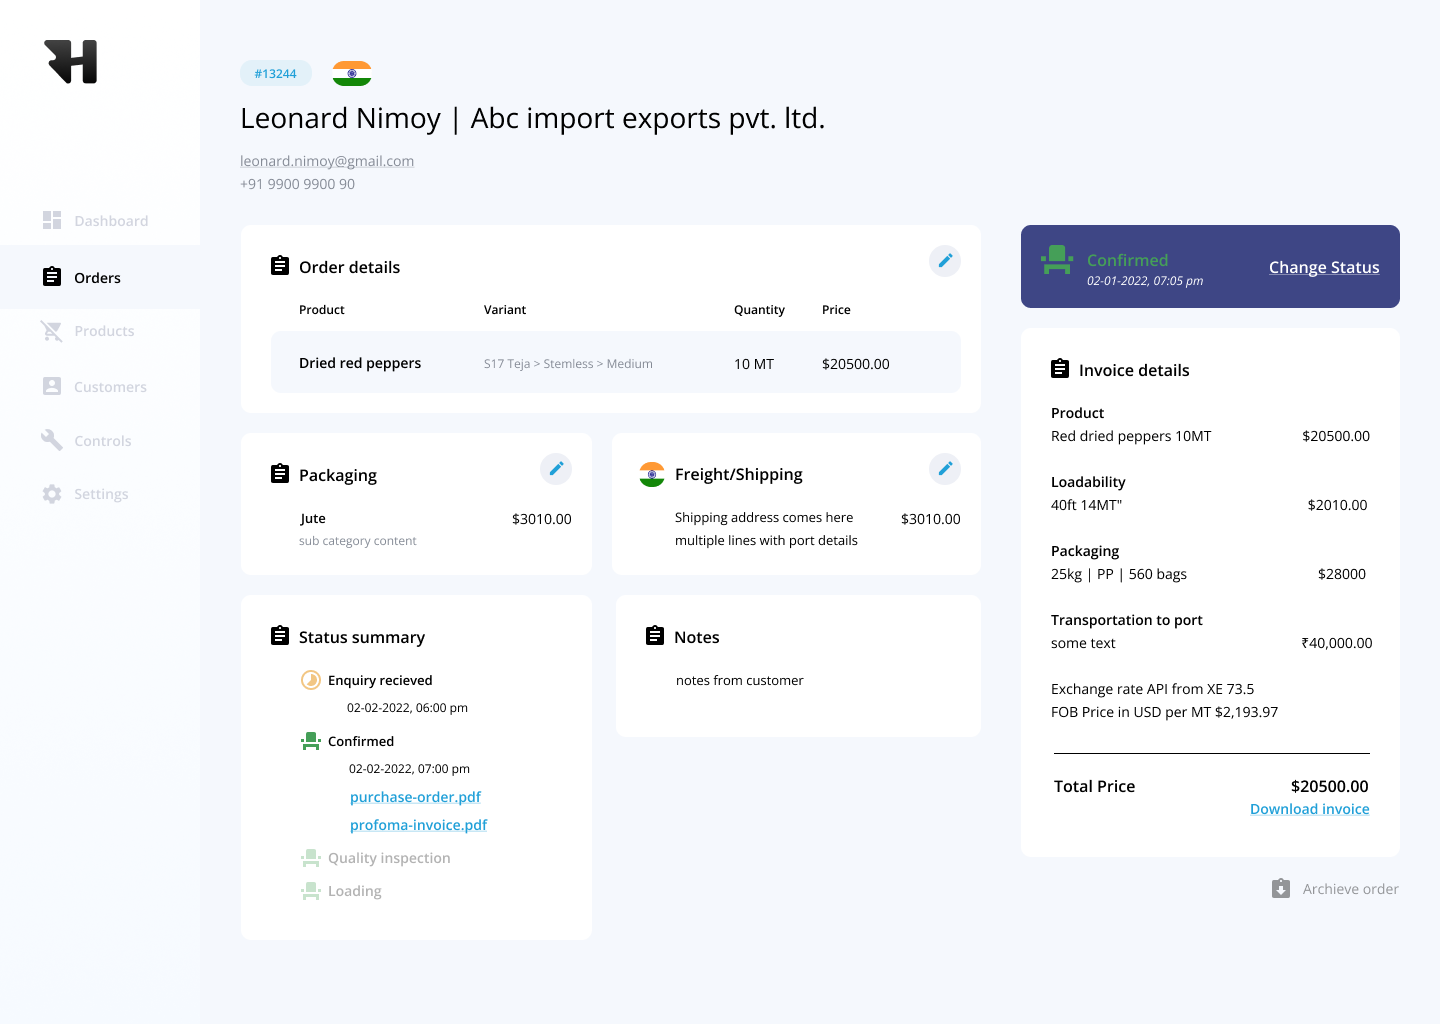 H
#13244
Leonard Nimoy | Abc import exports pvt. ltd.
leonard.nimoy@gmail.com
+91 9900 9900 90
Dashboard
Orders
Products
Customers
Controls
Settings
Order details
Product Variant Quantity Price
Dried red peppers S17 Teja > Stemless > Medium 10 MT $20500.00
Packaging
Jute $3010.00
sub category content
Freight/Shipping
Shipping address comes here $3010.00
multiple lines with port details
Status summary
Enquiry recieved
02-02-2022, 06:00 pm
Confirmed
02-02-2022, 07:00 pm
purchase-order.pdf
profoma-invoice.pdf
Quality inspection
Loading
Notes
notes from customer
Confirmed
02-01-2022, 07:05 pm
Change Status
Invoice details
Product
Red dried peppers 10MT $20500.00
Loadability
40ft 14MT" $2010.00
Packaging
25kg | PP | 560 bags $28000
Transportation to port
some text ₹40,000.00
Exchange rate API from XE 73.5
FOB Price in USD per MT $2,193.97
Total Price $20500.00
Download invoice
Archieve order